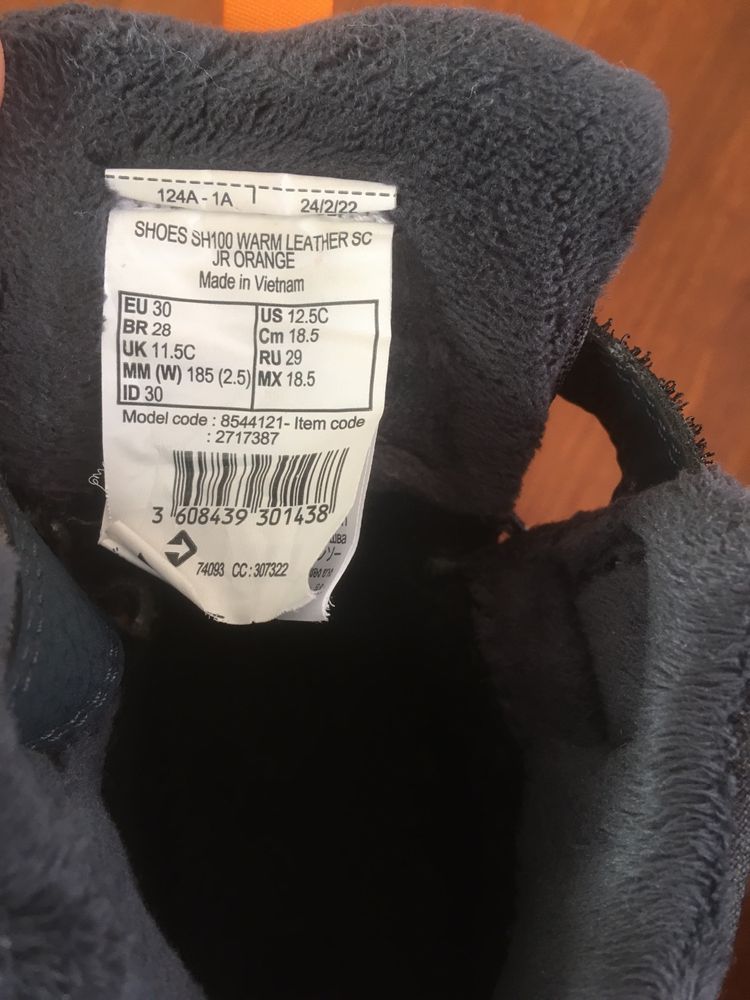 124A - 1A
24/2/22
SHOES SH100 WARM LEATHER SC
JR ORANGE
Made in Vietnam
EU 30
BR 28
UK 11.5C
MM (W) 185 (2.5)
ID 30
US 12.5C
Cm 18.5
RU 29
MX 18.5
Model code : 8544121- Item code
: 2717387
3 608439 301438
74093 CC : 307322